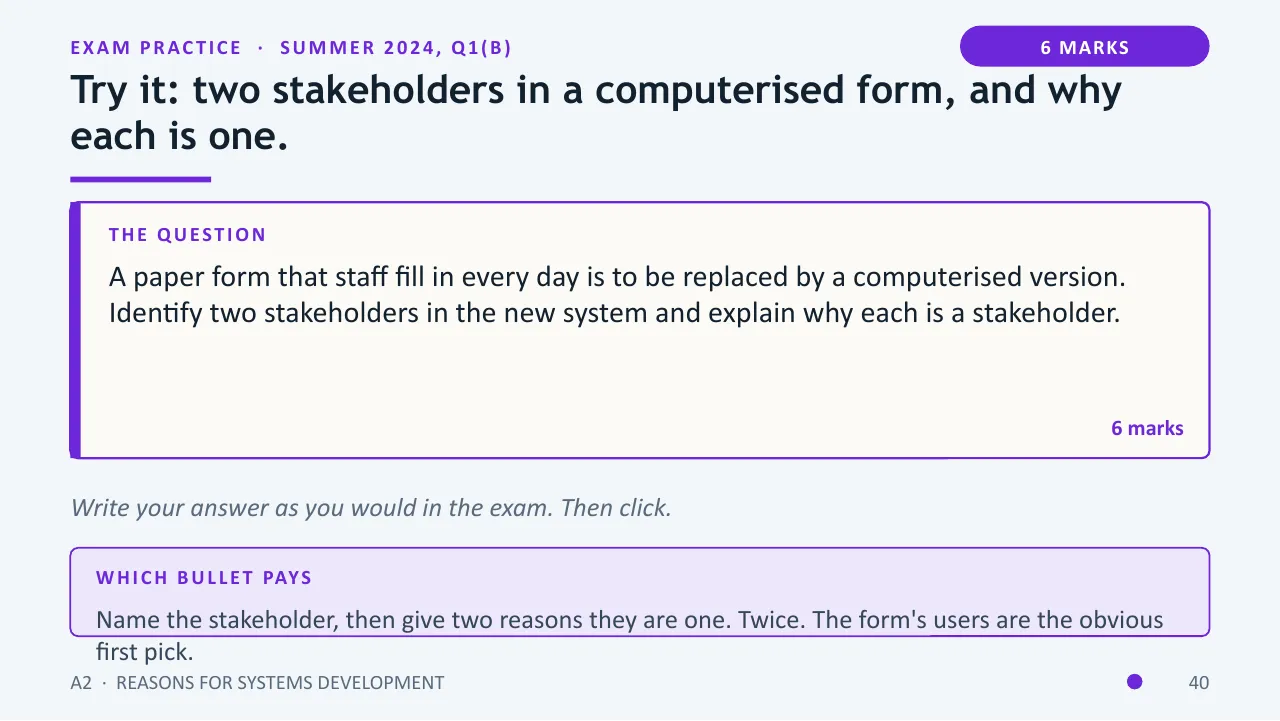 EXAM PRACTICE · SUMMER 2024, Q1(B)
6 MARKS
Try it: two stakeholders in a computerised form, and why
each is one.
THE QUESTION
A paper form that staff fill in every day is to be replaced by a computerised version.
Identify two stakeholders in the new system and explain why each is a stakeholder.
6 marks
Write your answer as you would in the exam. Then click.
WHICH BULLET PAYS
Name the stakeholder, then give two reasons they are one. Twice. The form's users are the obvious
first pick.
A2 · REASONS FOR SYSTEMS DEVELOPMENT
40